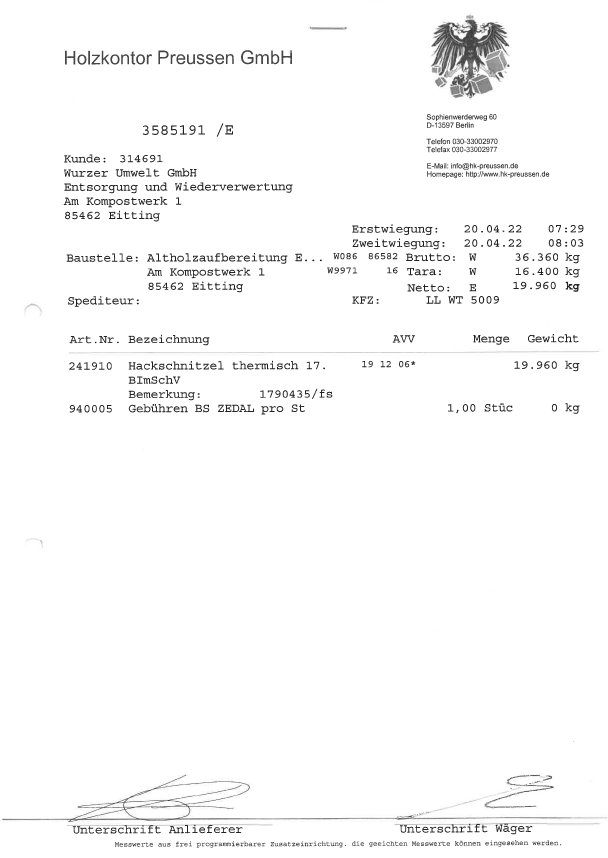 Holzkontor Preussen GmbH
Sophienwerderweg 60
D-13597 Berlin
Telefon 030-33002970
Telefax 030-33002977
E-Mail: info@hk-preussen.de
Homepage: http://www.hk-preussen.de
3585191 /E
Kunde: 314691
Wurzer Umwelt GmbH
Entsorgung und Wiederverwertung
Am Kompostwerk 1
85462 Eitting
Erstwiegung: 20.04.22 07:29
Zweitwiegung: 20.04.22 08:03
Baustelle: Altholzaufbereitung E... W086 86582 Brutto: W 36.360 kg
Am Kompostwerk 1 W9971 16 Tara: W 16.400 kg
85462 Eitting Netto: E 19.960 kg
Spediteur: KFZ: LL WT 5009
Art.Nr. Bezeichnung AVV Menge Gewicht
241910 Hackschnitzel thermisch 17. 19 12 06* 19.960 kg
BImSchV
Bemerkung: 1790435/fs
940005 Gebühren BS ZEDAL pro St 1,00 Stüc 0 kg
Unterschrift Anlieferer Unterschrift Wäger
Messwerte aus frei programmierbarer Zusatzeinrichtung. die geeichten Messwerte können eingesehen werden.